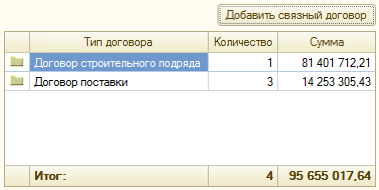 Добавить связный договор
Тип договора Количество Сумма
Договор строительного подряда 1 81 401 712,21
Договор поставки 3 14 253 305,43
Итог: 4 95 655 017,64